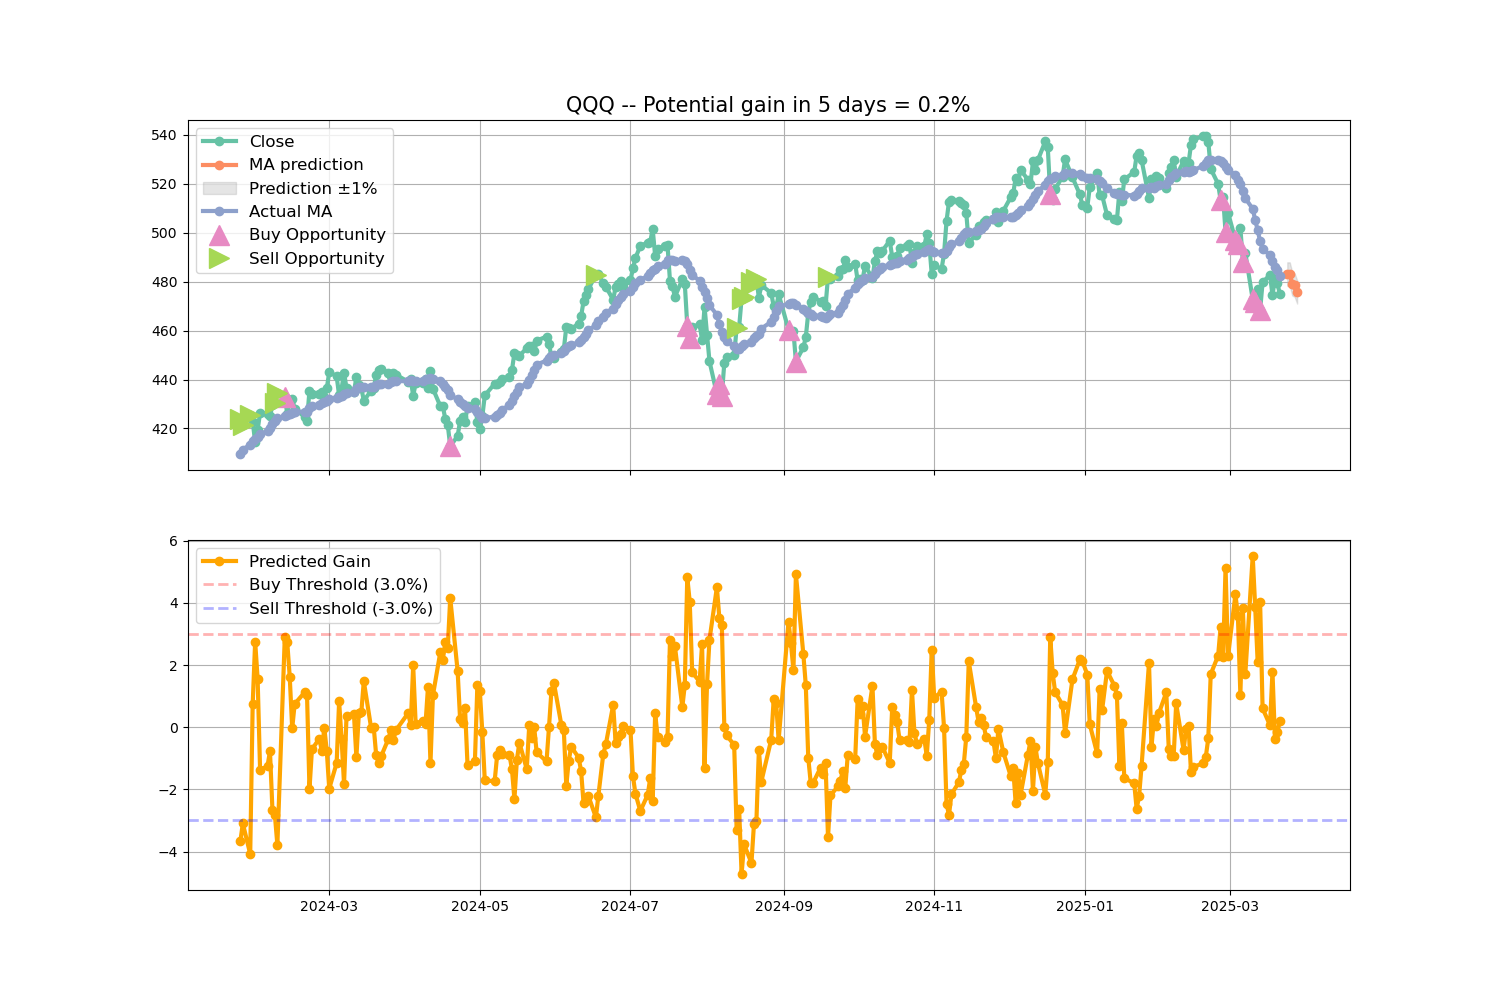 QQQ -- Potential gain in 5 days = 0.2%
540
520
500
480
460
440
420
Close
MA prediction
Prediction ±1%
Actual MA
Buy Opportunity
Sell Opportunity
6
4
2
0
−2
−4
Predicted Gain
Buy Threshold (3.0%)
Sell Threshold (-3.0%)
2024-03 2024-05 2024-07 2024-09 2024-11 2025-01 2025-03